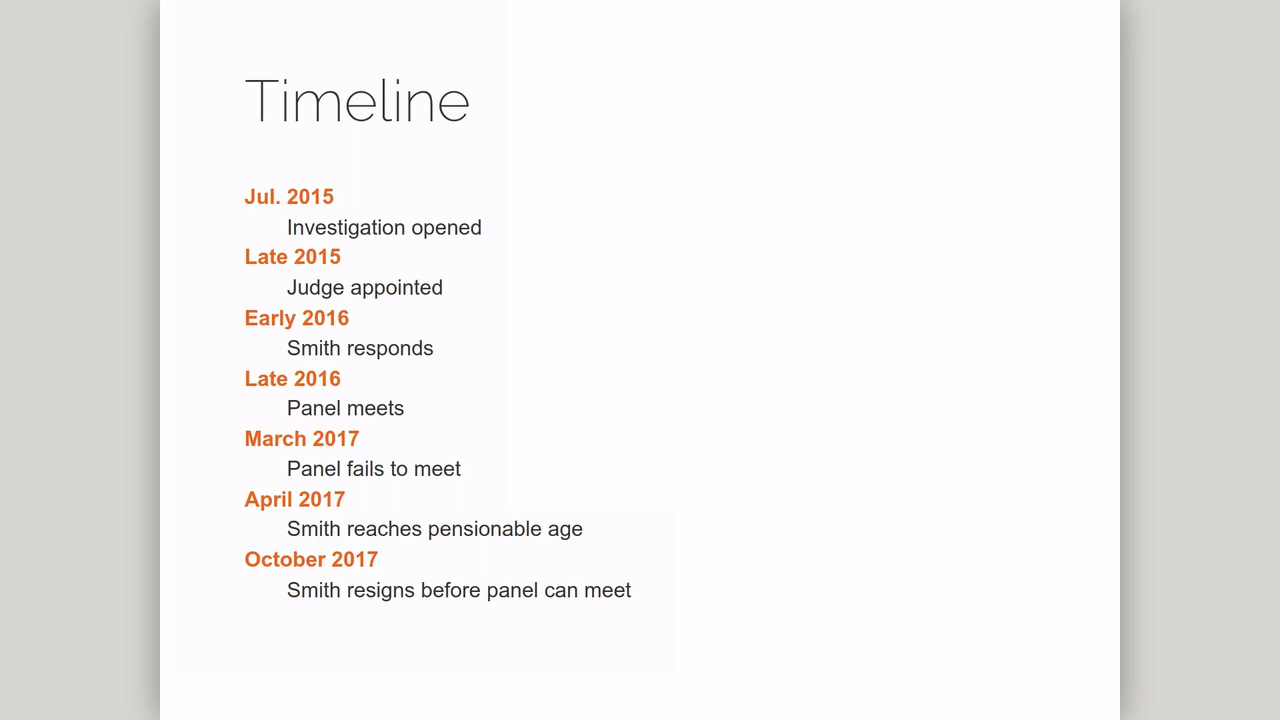 Timeline
Jul. 2015
Investigation opened
Late 2015
Judge appointed
Early 2016
Smith responds
Late 2016
Panel meets
March 2017
Panel fails to meet
April 2017
Smith reaches pensionable age
October 2017
Smith resigns before panel can meet